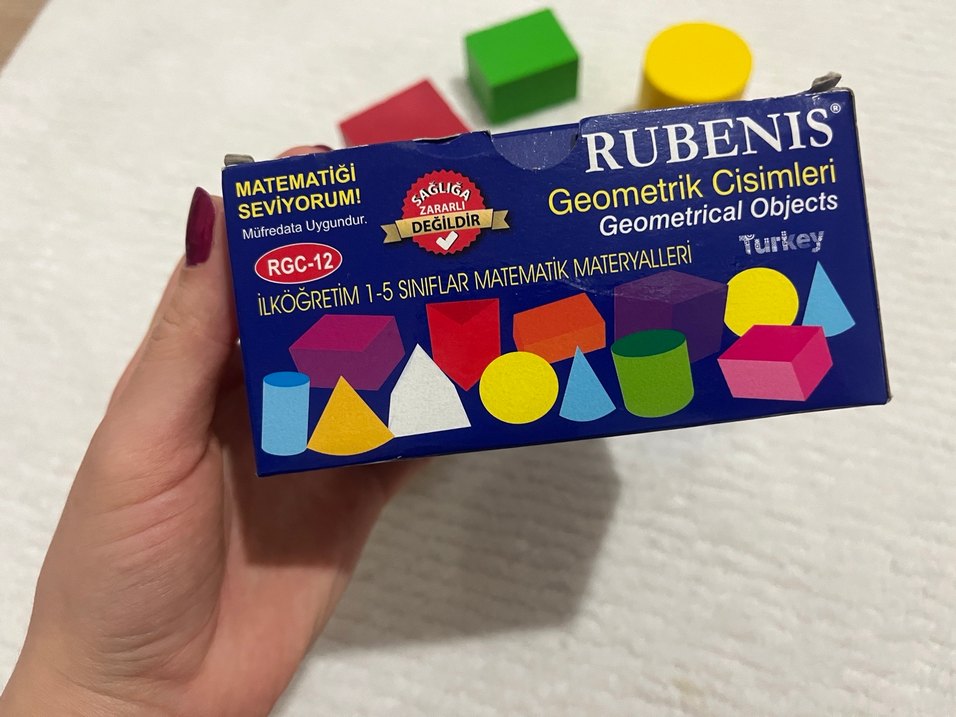 MATEMATİĞİ
SEVİYORUM!
Müfredata Uygundur.
RGC-12
SAĞLIĞA
ZARARLI
DEĞİLDİR
RUBENIS®
Geometrik Cisimleri
Geometrical Objects
Turkey
İLKÖĞRETİM 1-5 SINIFLAR MATEMATİK MATERYALLERİ